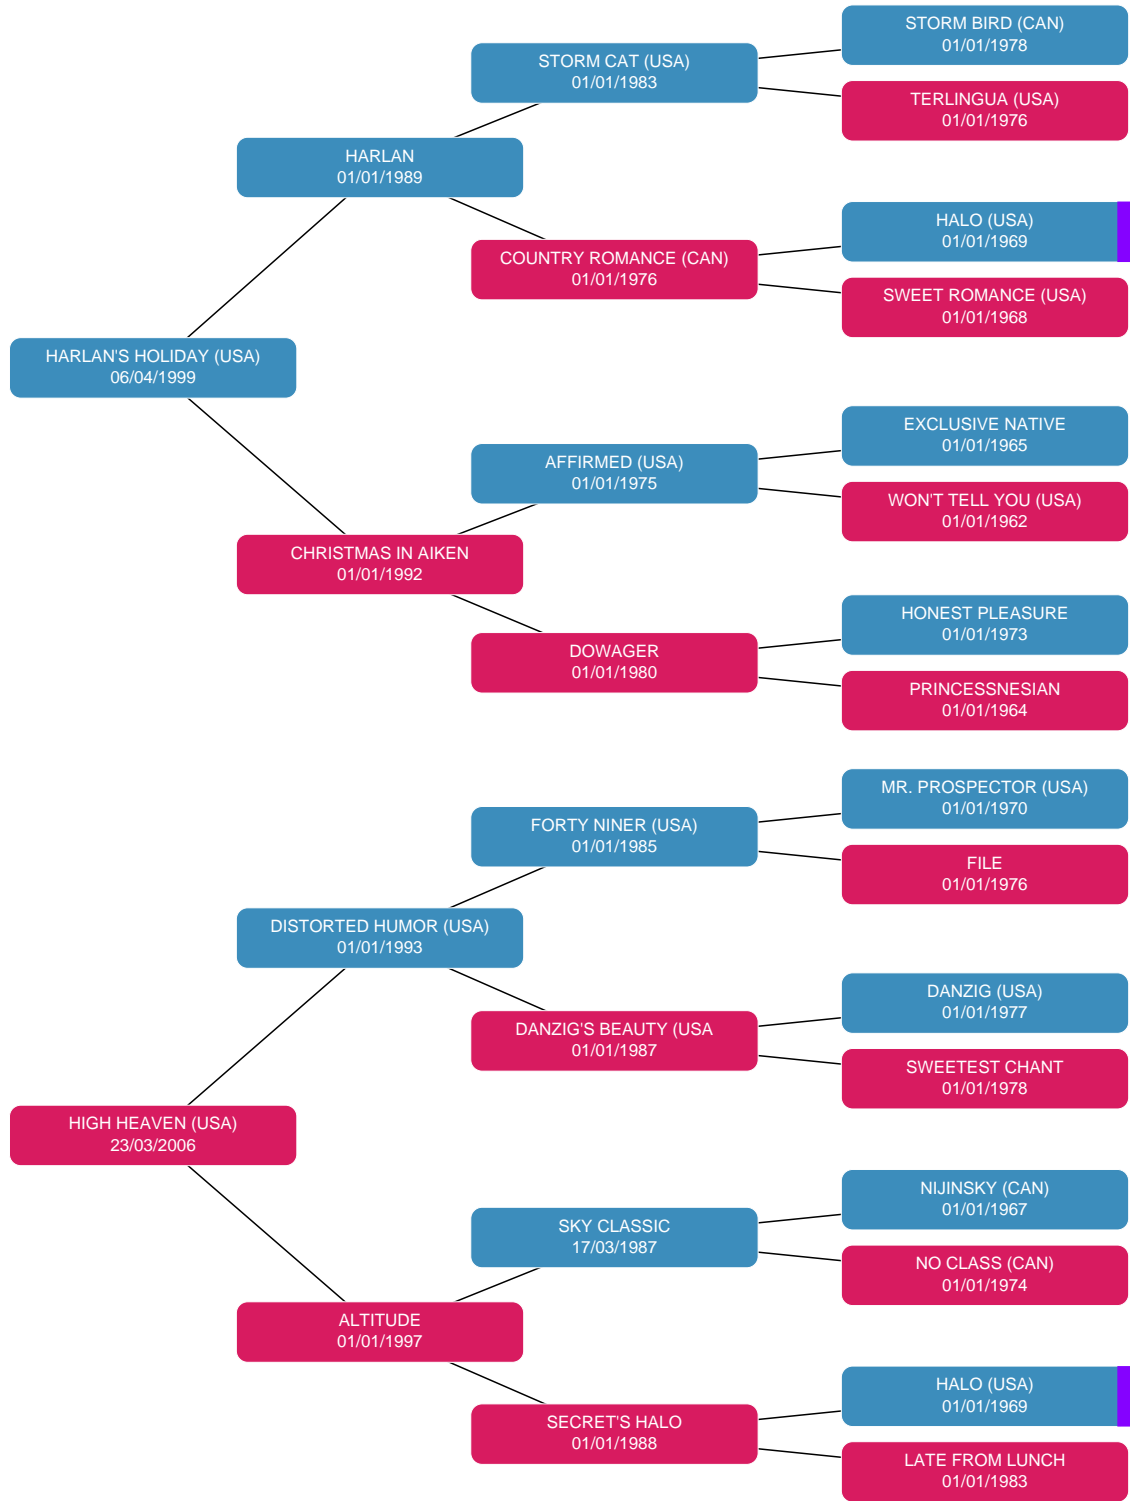 STORM BIRD (CAN)
01/01/1978
STORM CAT (USA)
01/01/1983
TERLINGUA (USA)
01/01/1976
HARLAN
01/01/1989
HALO (USA)
01/01/1969
COUNTRY ROMANCE (CAN)
01/01/1976
SWEET ROMANCE (USA)
01/01/1968
HARLAN'S HOLIDAY (USA)
06/04/1999
EXCLUSIVE NATIVE
01/01/1965
AFFIRMED (USA)
01/01/1975
WON'T TELL YOU (USA)
01/01/1962
CHRISTMAS IN AIKEN
01/01/1992
HONEST PLEASURE
01/01/1973
DOWAGER
01/01/1980
PRINCESSNESIAN
01/01/1964
MR. PROSPECTOR (USA)
01/01/1970
FORTY NINER (USA)
01/01/1985
FILE
01/01/1976
DISTORTED HUMOR (USA)
01/01/1993
DANZIG (USA)
01/01/1977
DANZIG'S BEAUTY (USA
01/01/1987
SWEETEST CHANT
01/01/1978
HIGH HEAVEN (USA)
23/03/2006
NIJINSKY (CAN)
01/01/1967
SKY CLASSIC
17/03/1987
NO CLASS (CAN)
01/01/1974
ALTITUDE
01/01/1997
HALO (USA)
01/01/1969
SECRET'S HALO
01/01/1988
LATE FROM LUNCH
01/01/1983